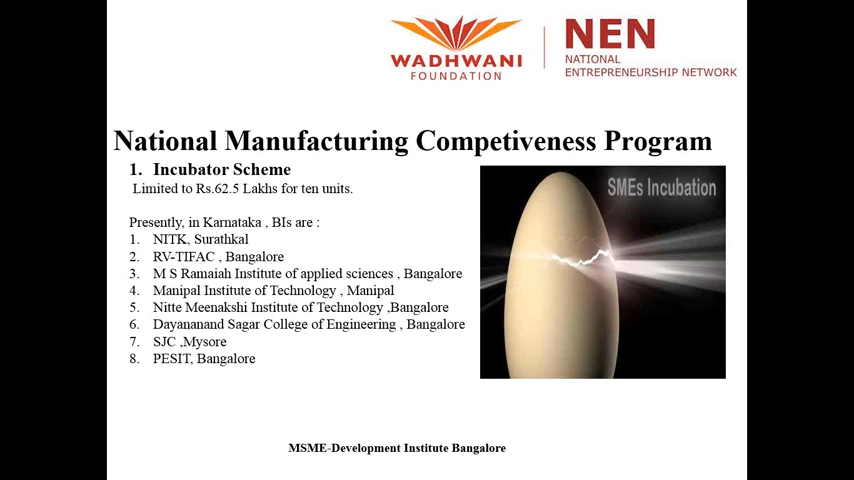 WADHWANI
FOUNDATION
NEN
NATIONAL
ENTREPRENEURSHIP NETWORK
National Manufacturing Competiveness Program
1. Incubator Scheme
Limited to Rs.62.5 Lakhs for ten units.
SMEs Incubation
Presently, in Karnataka , BIs are :
1. NITK, Surathkal
2. RV-TIFAC , Bangalore
3. M S Ramaiah Institute of applied sciences , Bangalore
4. Manipal Institute of Technology , Manipal
5. Nitte Meenakshi Institute of Technology ,Bangalore
6. Dayananand Sagar College of Engineering , Bangalore
7. SJC ,Mysore
8. PESIT, Bangalore
MSME-Development Institute Bangalore